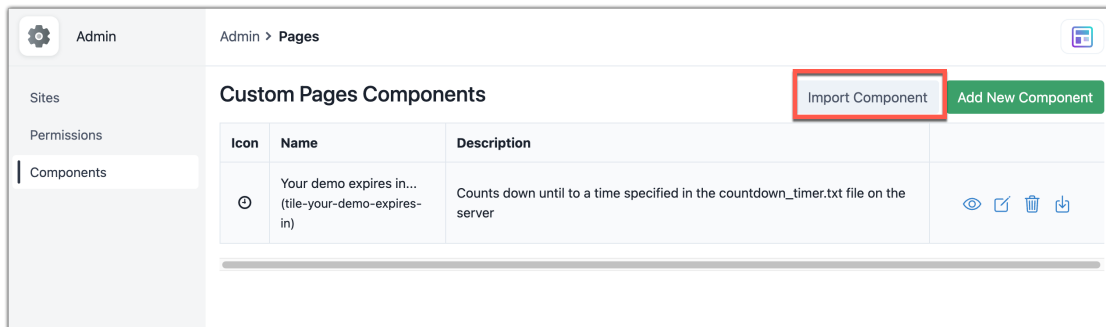 Admin
Admin > Pages
Sites
Permissions
Components
Custom Pages Components
Import Component
Add New Component
Icon
Name
Description
Your demo expires in...
(tile-your-demo-expires-
in)
Counts down until to a time specified in the countdown_timer.txt file on the
server